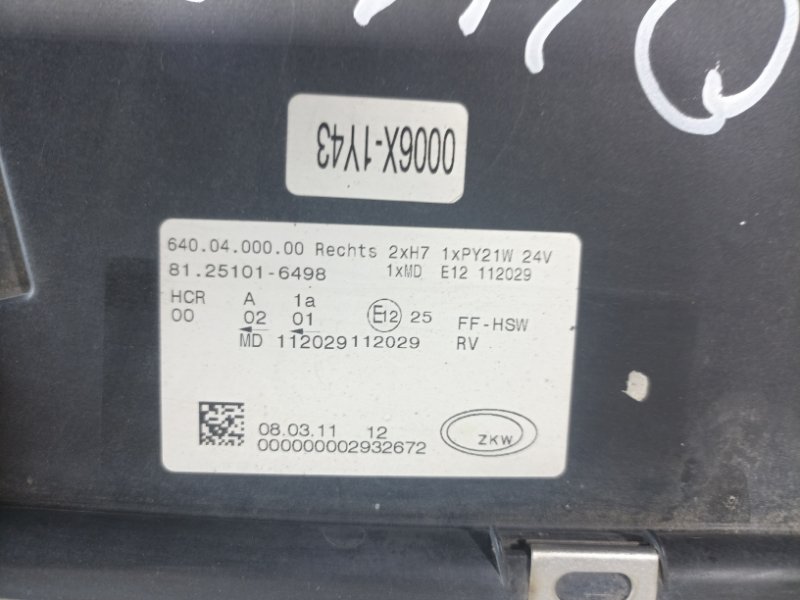 0006X-1Y43
640.04.000.00 Rechts 2xH7 1xPY21W 24V
81.25101-6498 1xMD E12 112029
HCR A 1a
00 02 01 E12 25 FF-HSW
MD 112029112029 RV
08.03.11 12
000000002932672
ZKW